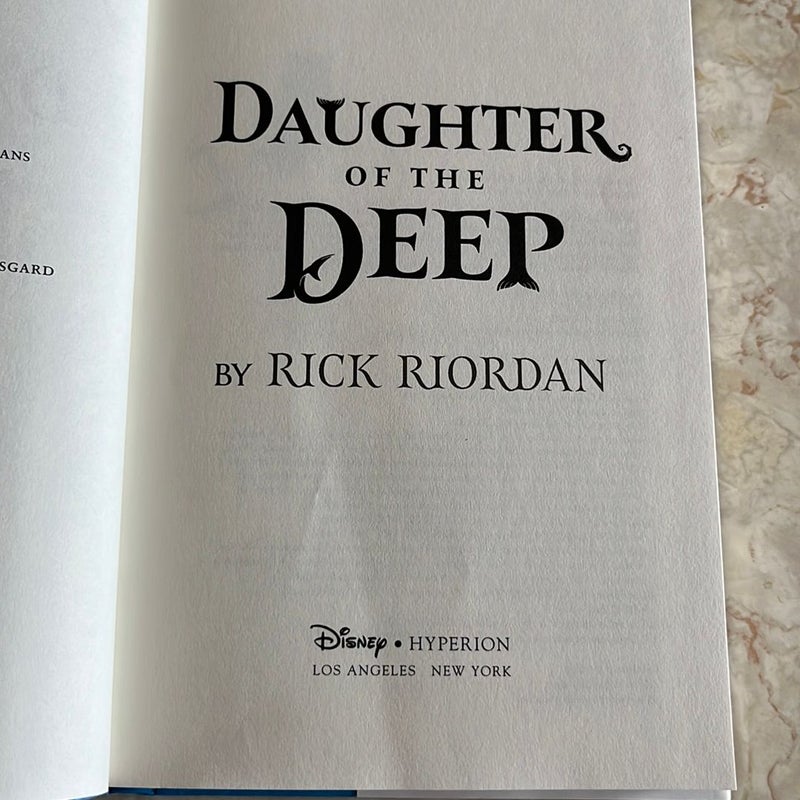 ANS
SGARD
DAUGHTER
OF THE
DEEP
BY RICK RIORDAN
Disney • HYPERION
LOS ANGELES NEW YORK